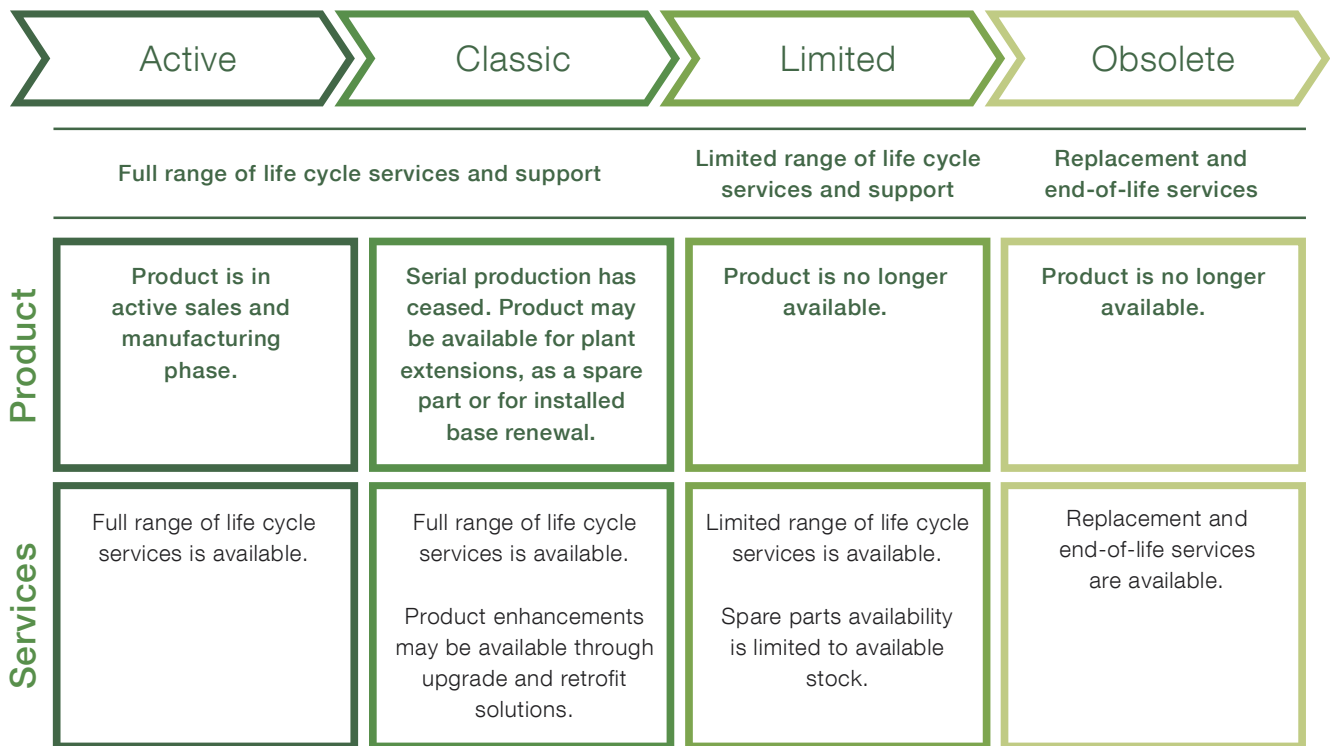 Active
Classic
Limited
Obsolete
Full range of life cycle services and support
Limited range of life cycle
services and support
Replacement and
end-of-life services
Product
Product is in
active sales and
manufacturing
phase.
Serial production has
ceased. Product may
be available for plant
extensions, as a spare
part or for installed
base renewal.
Product is no longer
available.
Product is no longer
available.
Services
Full range of life cycle
services is available.
Full range of life cycle
services is available.
Product enhancements
may be available through
upgrade and retrofit
solutions.
Limited range of life cycle
services is available.
Spare parts availability
is limited to available
stock.
Replacement and
end-of-life services
are available.